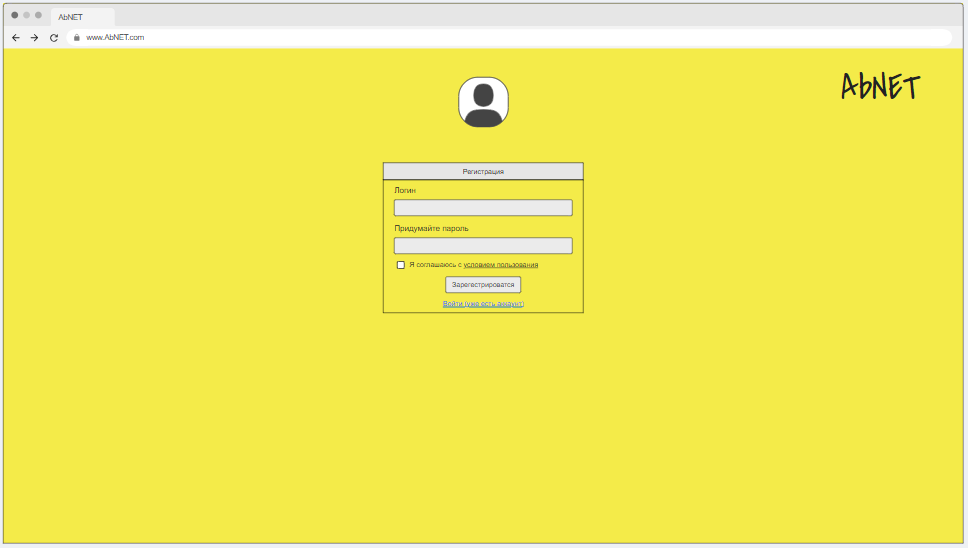 AbNET
www.AbNET.com
AbNET
Регистрация
Логин
Придумайте пароль
Я соглашаюсь с условием пользования
Зарегестрироватся
Войти (уже есть аккаунт)